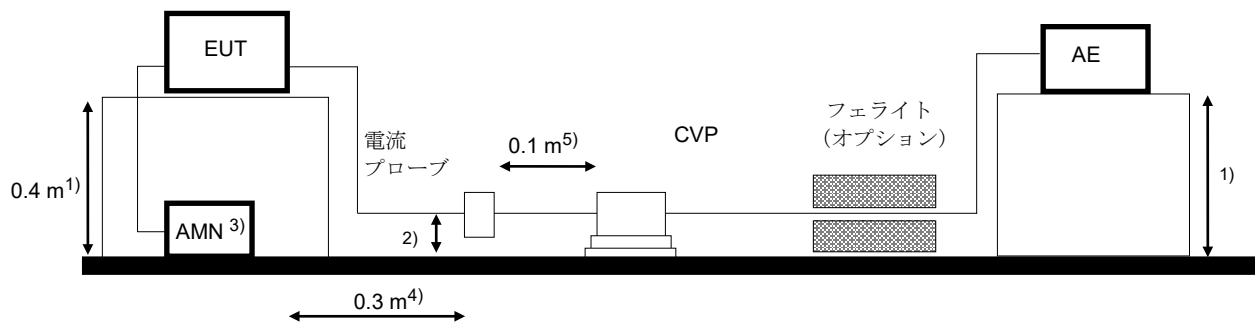 EUT
AE
フェライト
（オプション）
CVP
電流
プローブ
0.1 m5)
0.4 m1)
1)
2)
AMN 3)
0.3 m4)